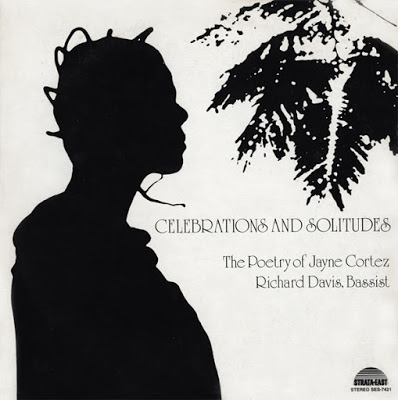 CELEBRATIONS AND SOLITUDES
The Poetry of Jayne Cortez
Richard Davis, Bassist
STRATA-EAST
STEREO SES-7421